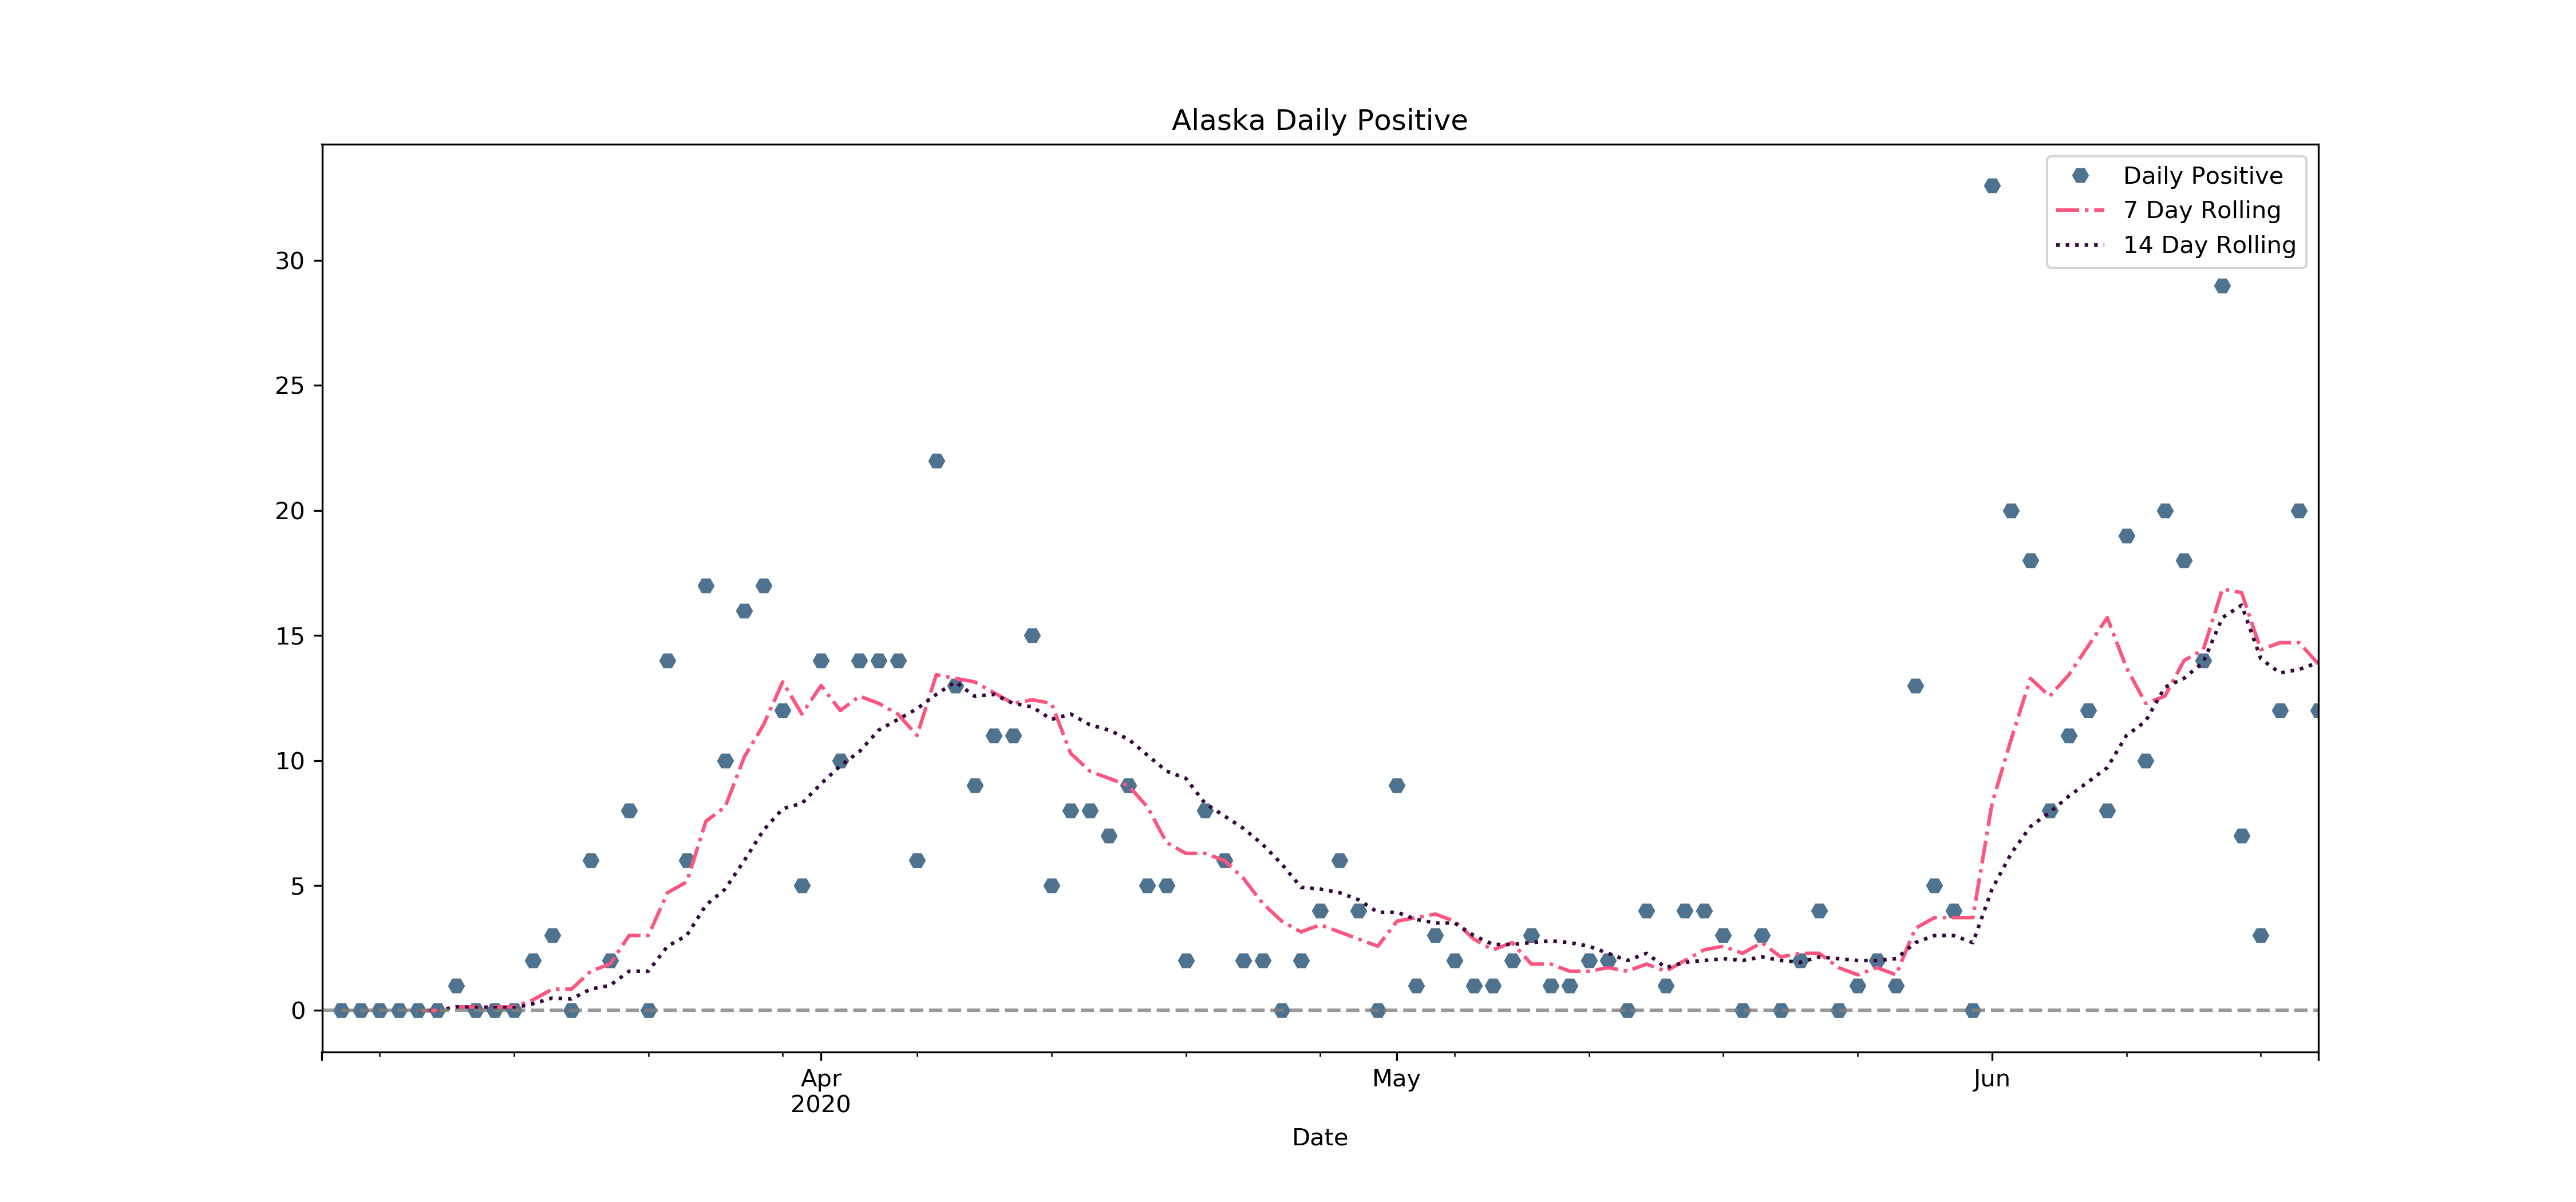 Alaska Daily Positive
Daily Positive
7 Day Rolling
14 Day Rolling
30
25
20
15
10
5
0
Apr
2020
May
Jun
Date